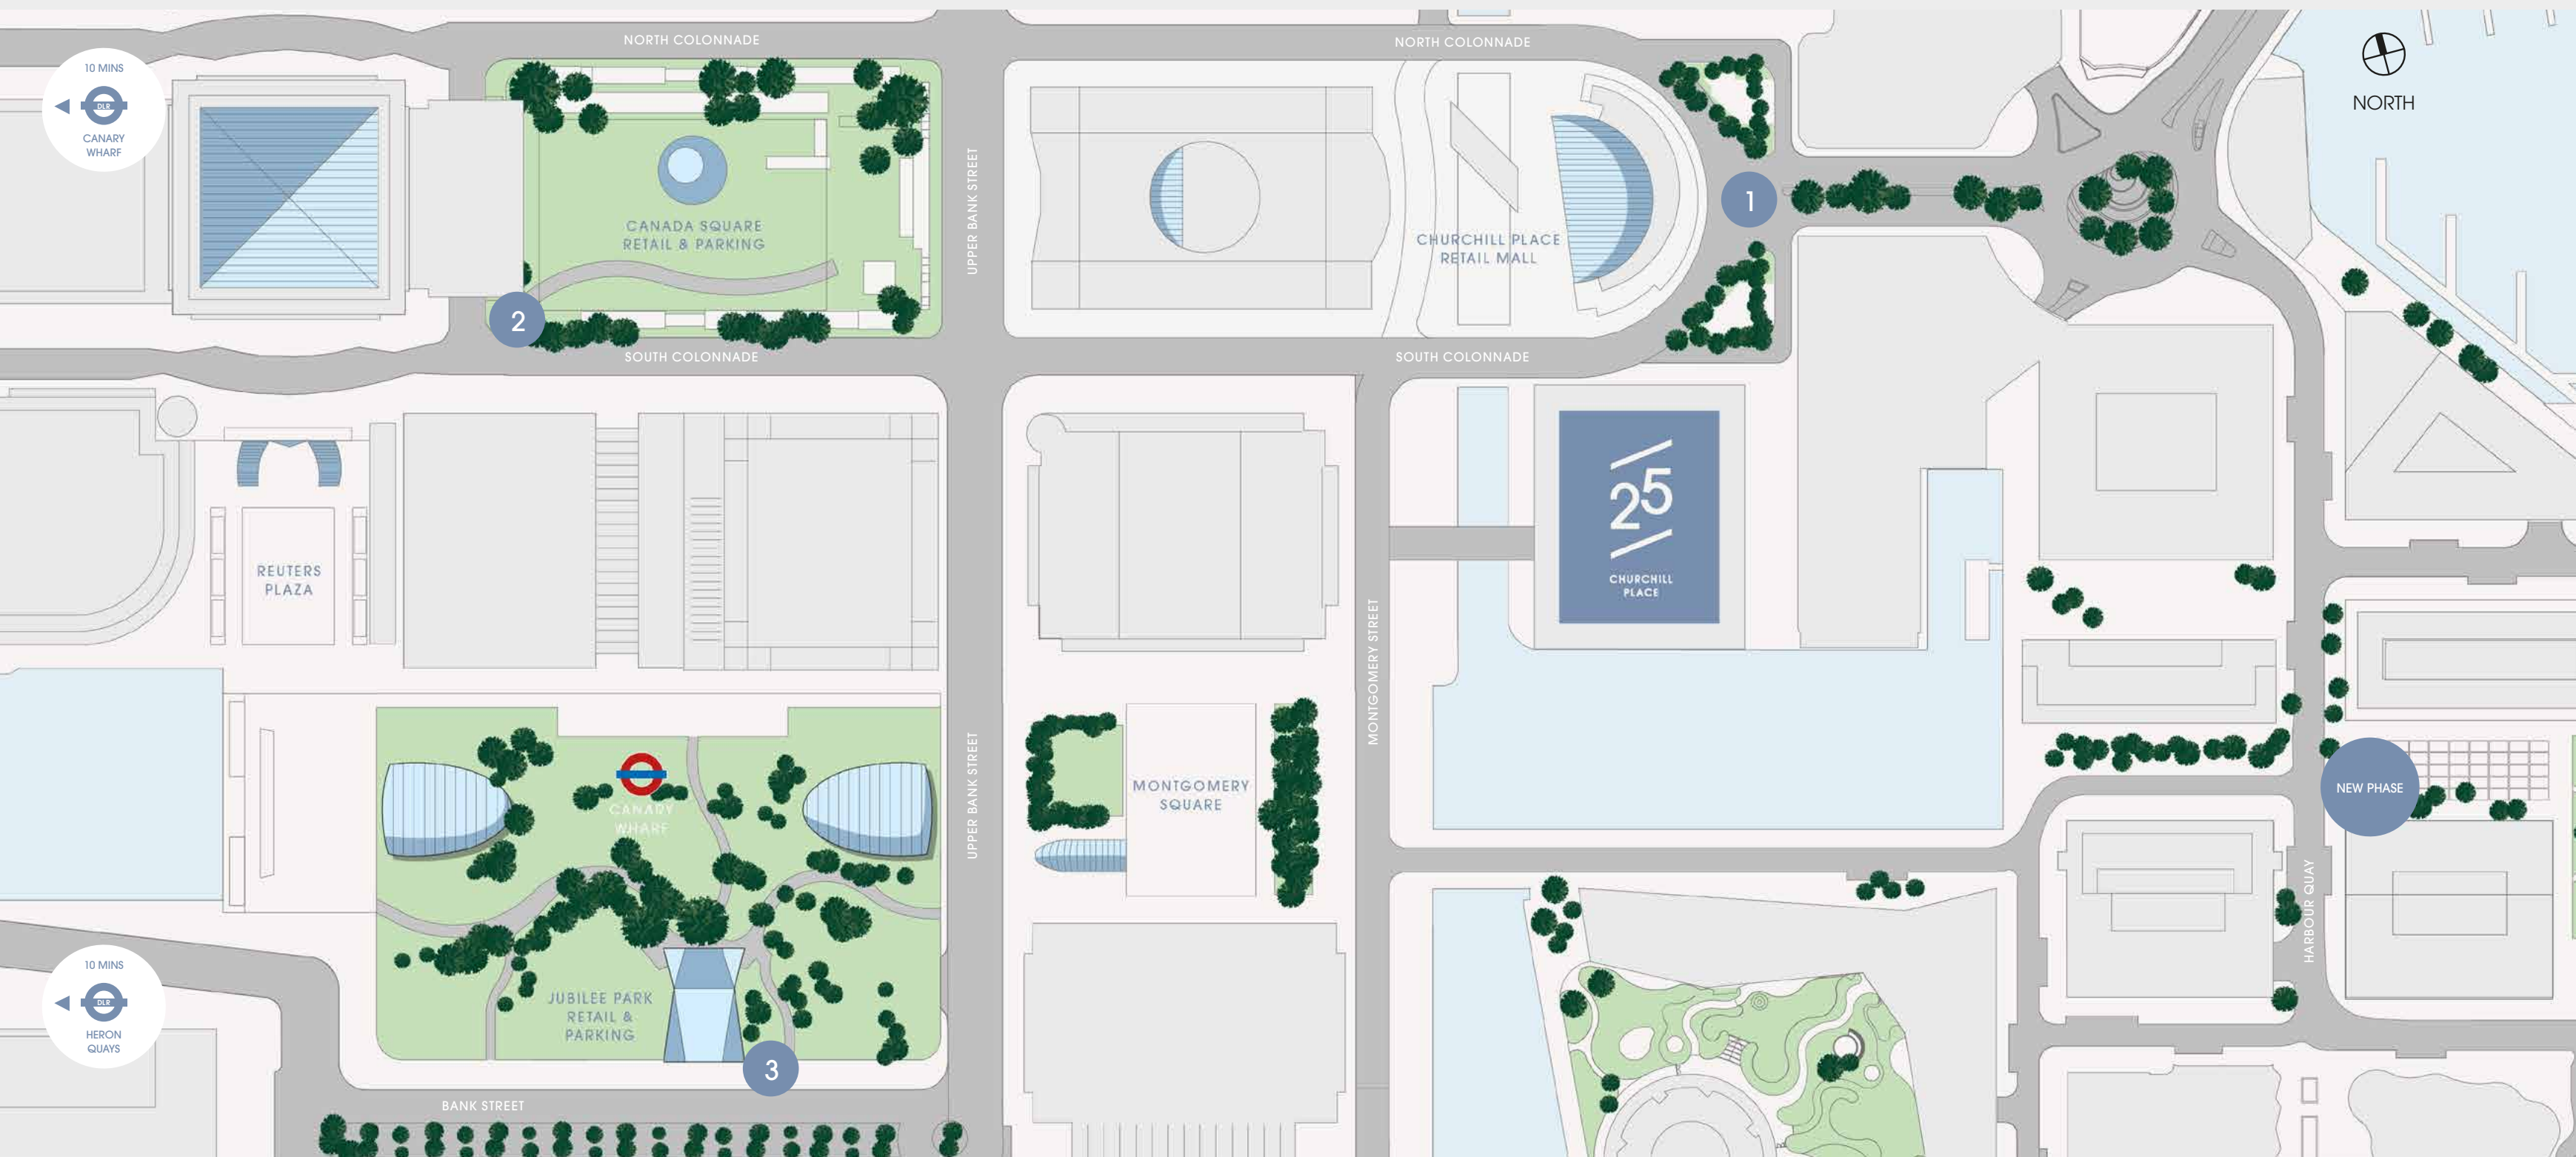 NORTH COLONNADE
NORTH COLONNADE
10 MINS
DLR
CANARY
WHARF
NORTH
UPPER BANK STREET
1
CANADA SQUARE
RETAIL & PARKING
CHURCHILL PLACE
RETAIL MALL
2
SOUTH COLONNADE
SOUTH COLONNADE
25
CHURCHILL
PLACE
REUTERS
PLAZA
MONTGOMERY STREET
CANARY
WHARF
UPPER BANK STREET
MONTGOMERY
SQUARE
NEW PHASE
HARBOUR QUAY
10 MINS
DLR
HERON
QUAYS
JUBILEE PARK
RETAIL &
PARKING
3
BANK STREET